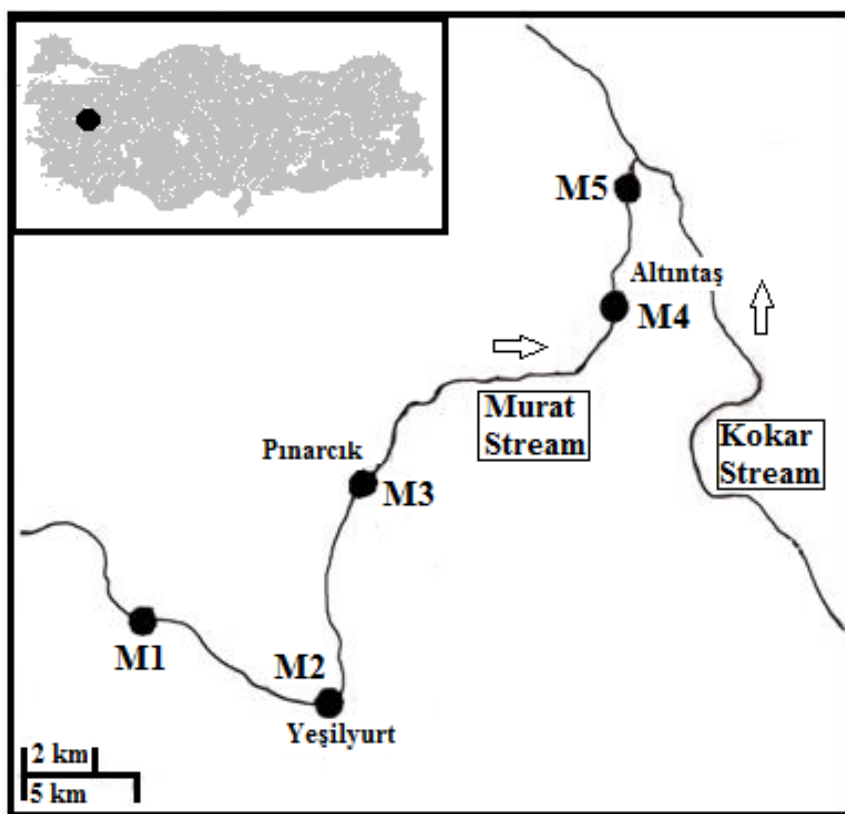 M5
Altıntaş
M4
Murat
Stream
Kokar
Stream
Pınarcık
M3
M1
M2
Yeşilyurt
2 km
5 km